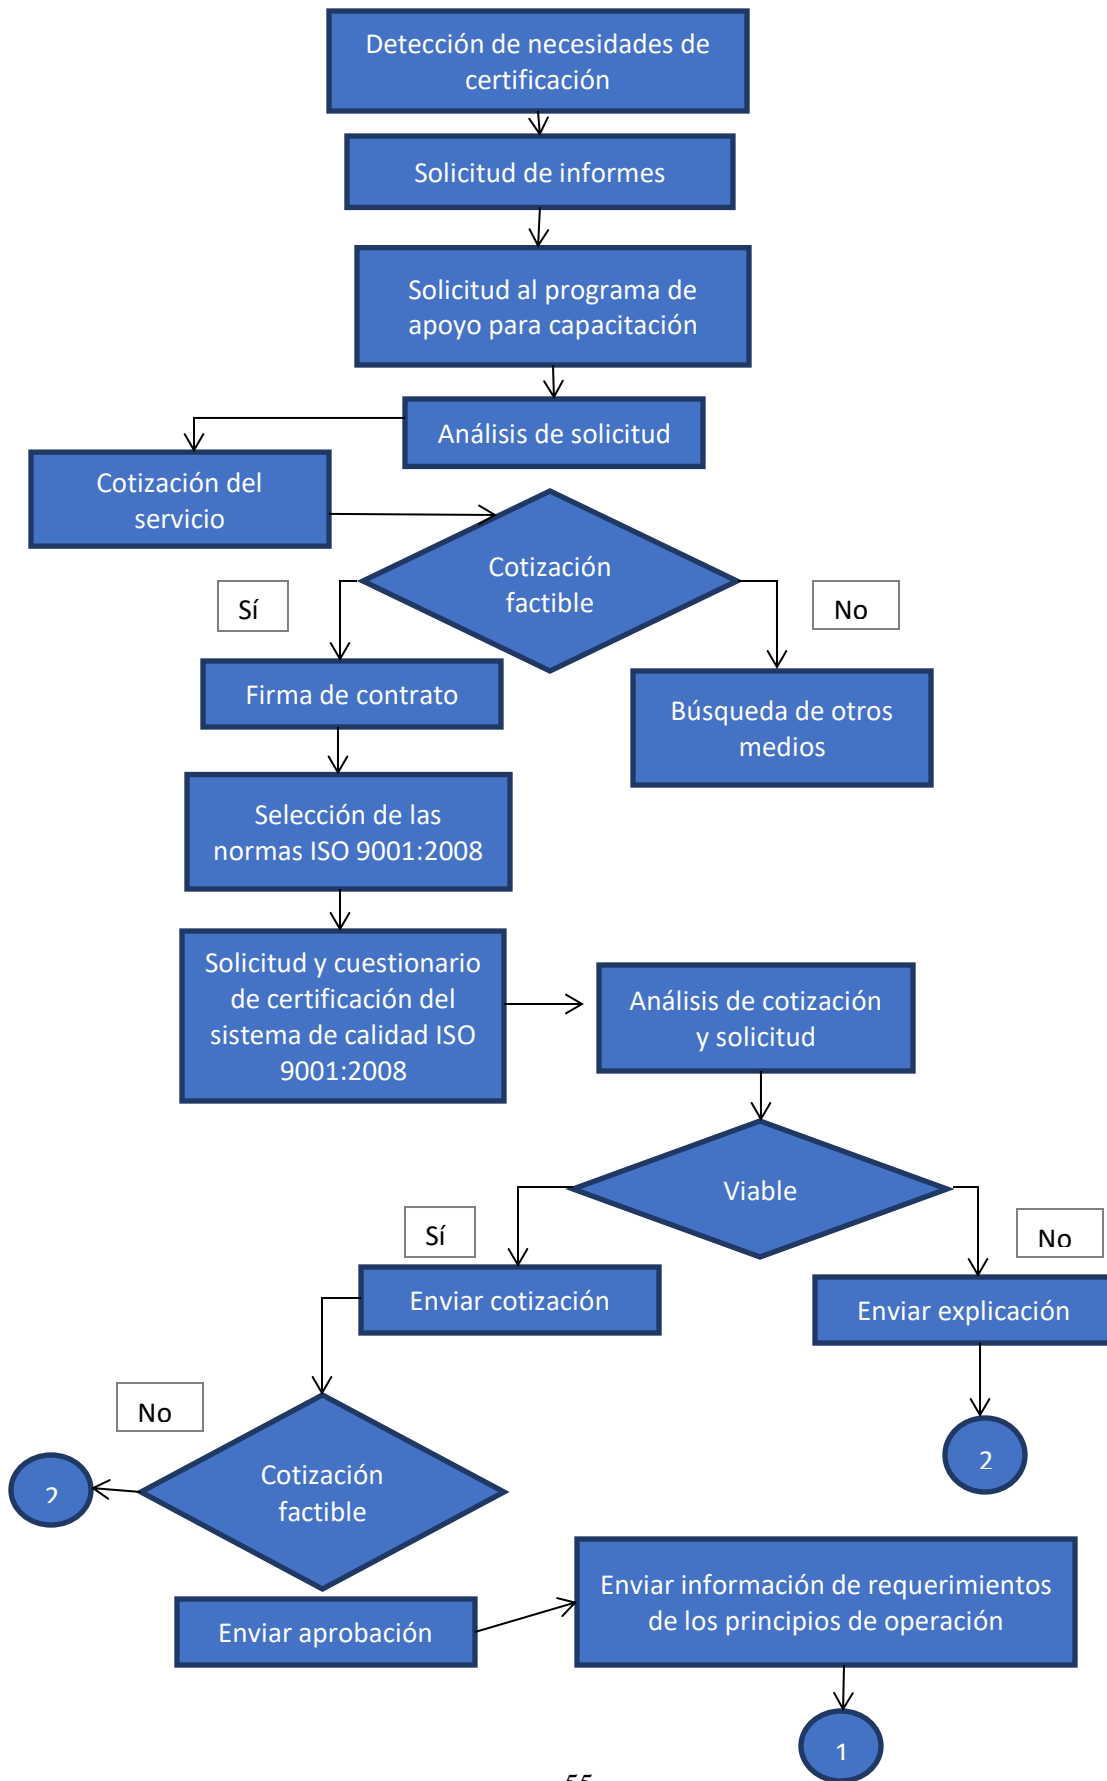 Detección de necesidades de
certificación
Solicitud de informes
Solicitud al programa de
apoyo para capacitación
Análisis de solicitud
Cotización del
servicio
Cotización
factible
Sí
No
Firma de contrato
Búsqueda de otros
medios
Selección de las
normas ISO 9001:2008
Solicitud y cuestionario
de certificación del
sistema de calidad ISO
9001:2008
Análisis de cotización
y solicitud
Viable
Sí
No
Enviar cotización
Enviar explicación
No
2
Cotización
factible
2
Enviar información de requerimientos
de los principios de operación
Enviar aprobación
1
55